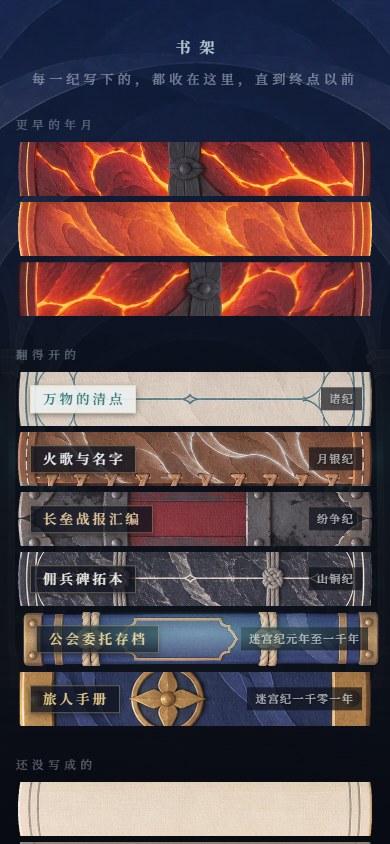 书架
每一纪写下的，都收在这里，直到终点以前
更早的年月
翻得开的
万物的清点 诸纪
火歌与名字 月银纪
长垒战报汇编 纷争纪
佣兵碑拓本 山铜纪
公会委托存档 迷宫纪元年至一千年
旅人手册 迷宫纪一千零一年
还没写成的